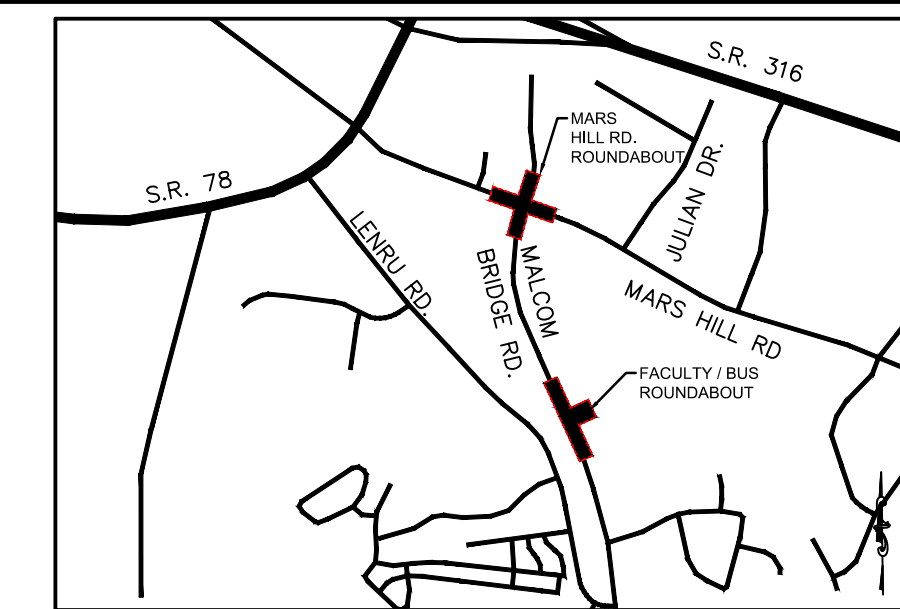 S.R. 316
MARS
HILL RD.
ROUNDABOUT
JULIAN DR.
S.R. 78
LENRU RD.
MALCOM
BRIDGE RD.
MARS HILL RD
FACULTY / BUS
ROUNDABOUT